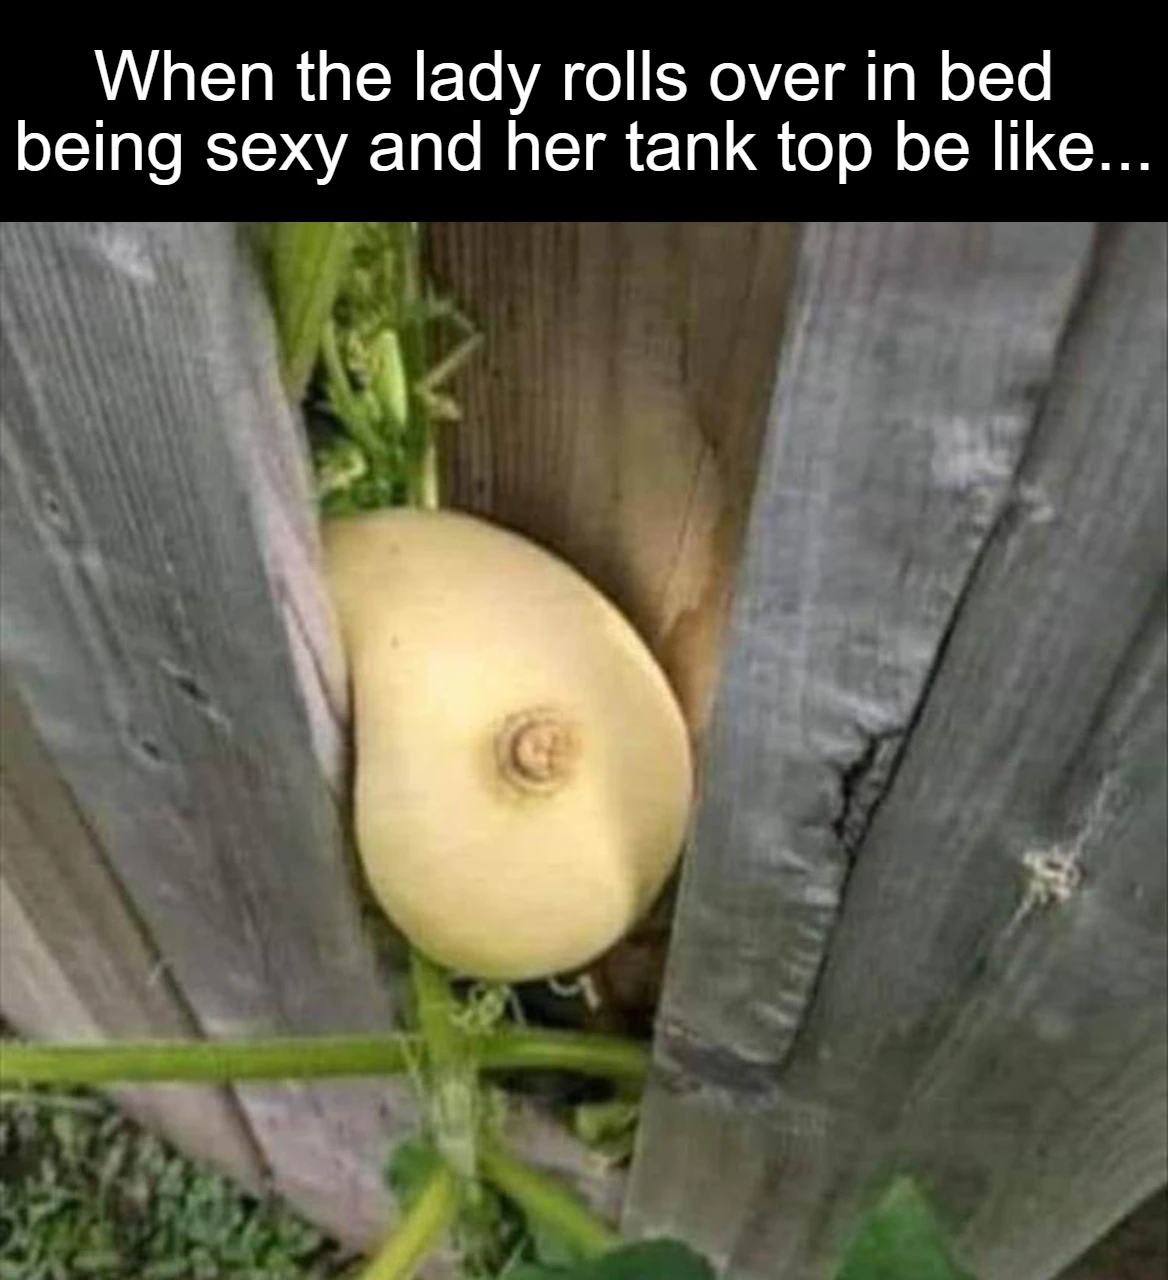 When the lady rolls over in bed
being sexy and her tank top be like...